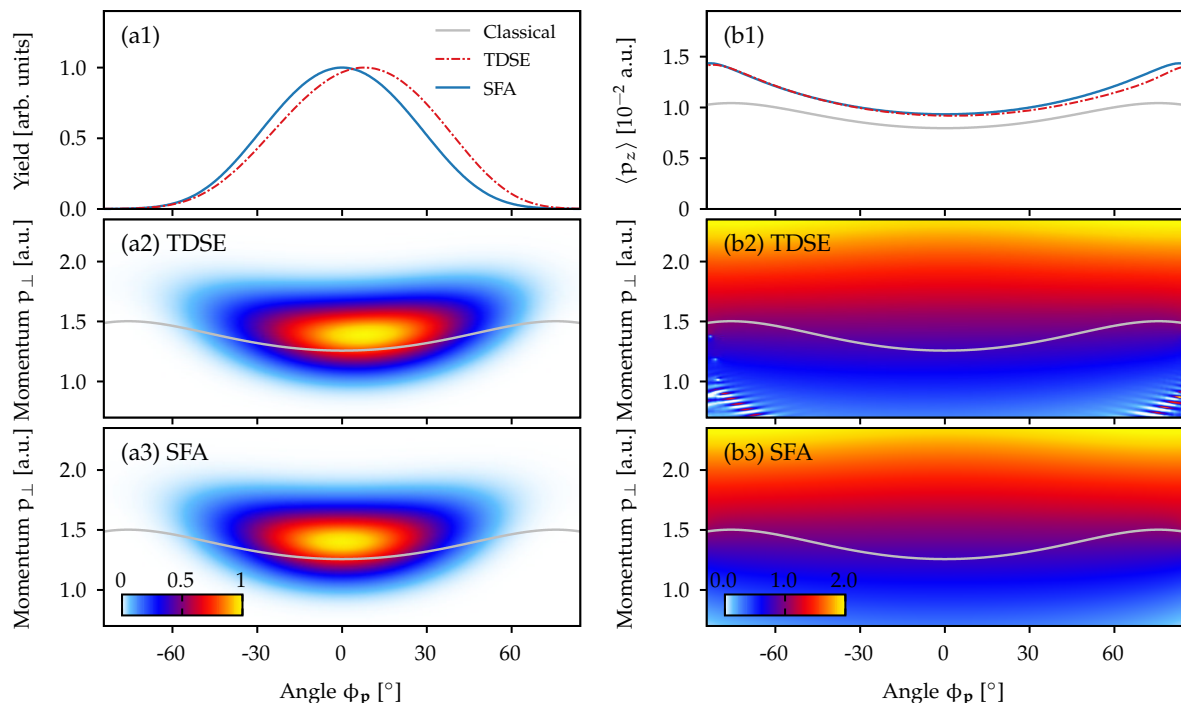 (a1)
Classical
TDSE
SFA
Yield [arb. units]
1.0
0.5
0.0
(b1)
⟨p_z⟩ [10⁻² a.u.]
1.5
1.0
0.5
0
(a2) TDSE
Momentum p⊥ [a.u.]
2.0
1.5
1.0
(b2) TDSE
Momentum p⊥ [a.u.]
2.0
1.5
1.0
(a3) SFA
Momentum p⊥ [a.u.]
2.0
1.5
1.0
0 0.5 1
-60 -30 0 30 60
Angle ϕ_p [°]
(b3) SFA
Momentum p⊥ [a.u.]
2.0
1.5
1.0
0.0 1.0 2.0
-60 -30 0 30 60
Angle ϕ_p [°]